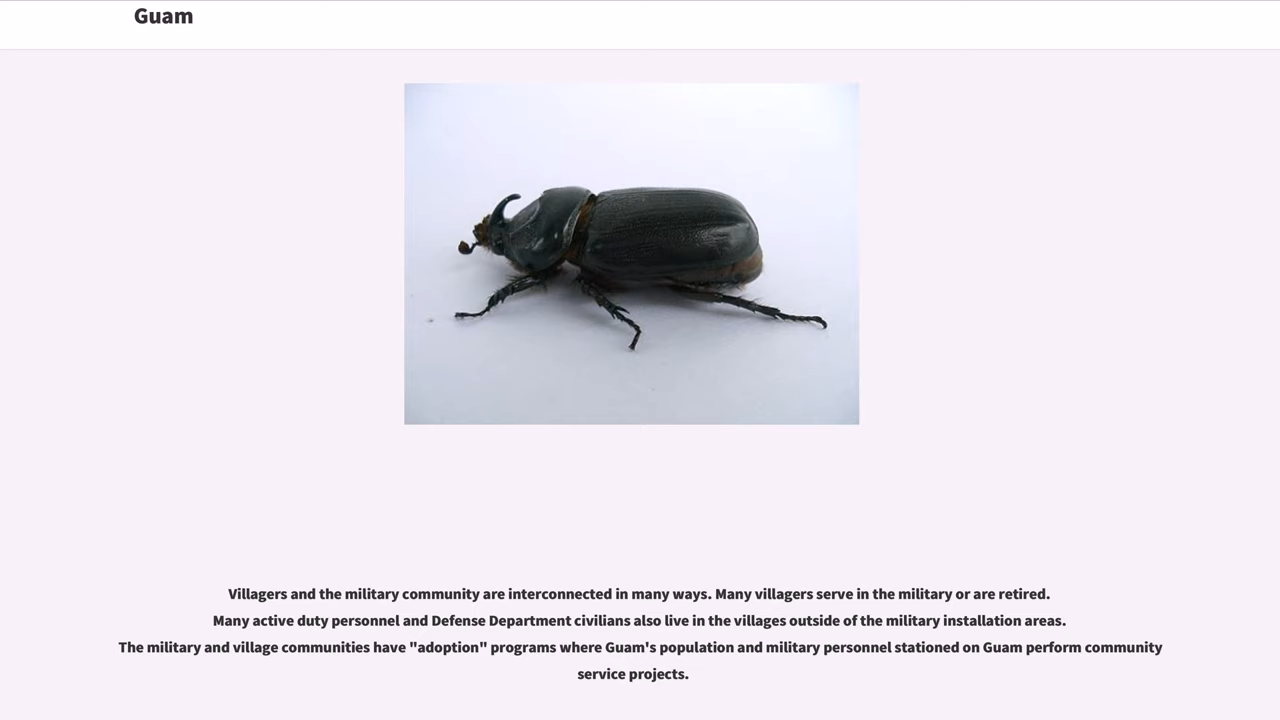 Guam
Villagers and the military community are interconnected in many ways. Many villagers serve in the military or are retired.
Many active duty personnel and Defense Department civilians also live in the villages outside of the military installation areas.
The military and village communities have "adoption" programs where Guam's population and military personnel stationed on Guam perform community
service projects.